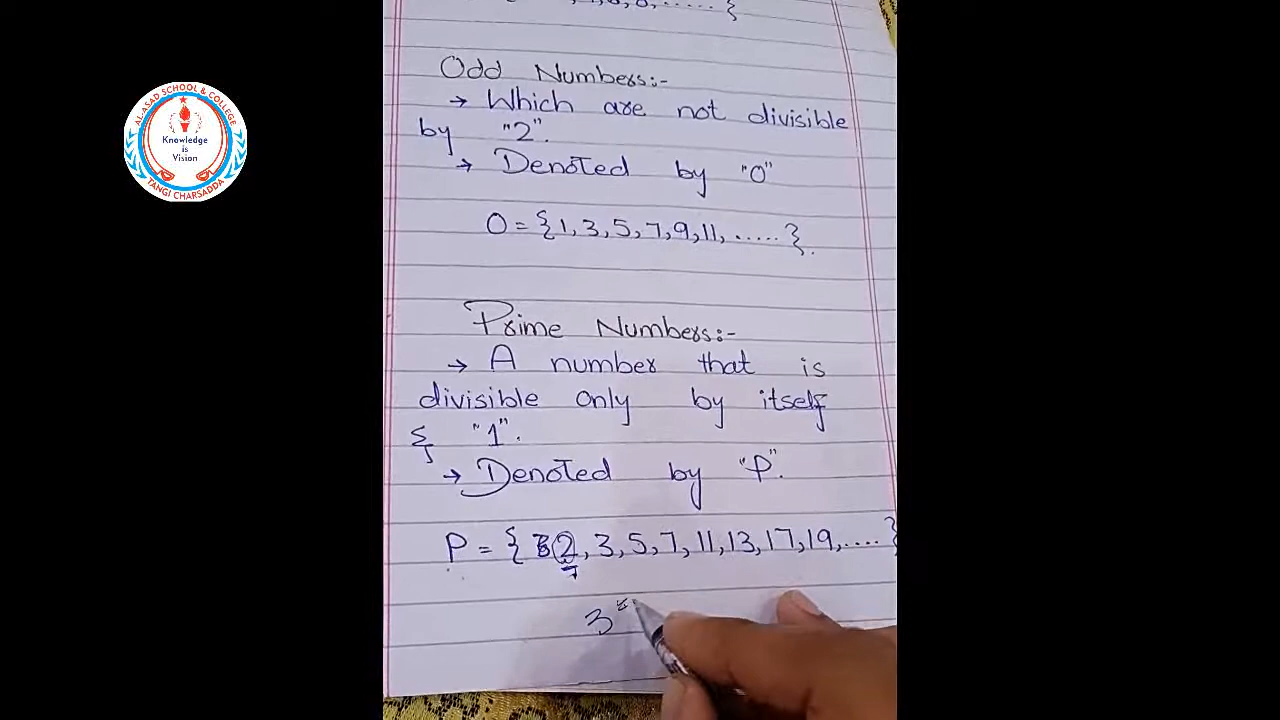 AL-ASAD SCHOOL & COLLEGE
Knowledge
is
Vision
TANGI CHARSADDA
Odd Numbers:-
→ Which are not divisible
by "2".
→ Denoted by "O"
O = {1, 3, 5, 7, 9, 11, ..... }.
Prime Numbers:-
→ A number that is
divisible only by itself
& "1".
→ Denoted by "P".
P = { 2, 3, 5, 7, 11, 13, 17, 19, .... }
3